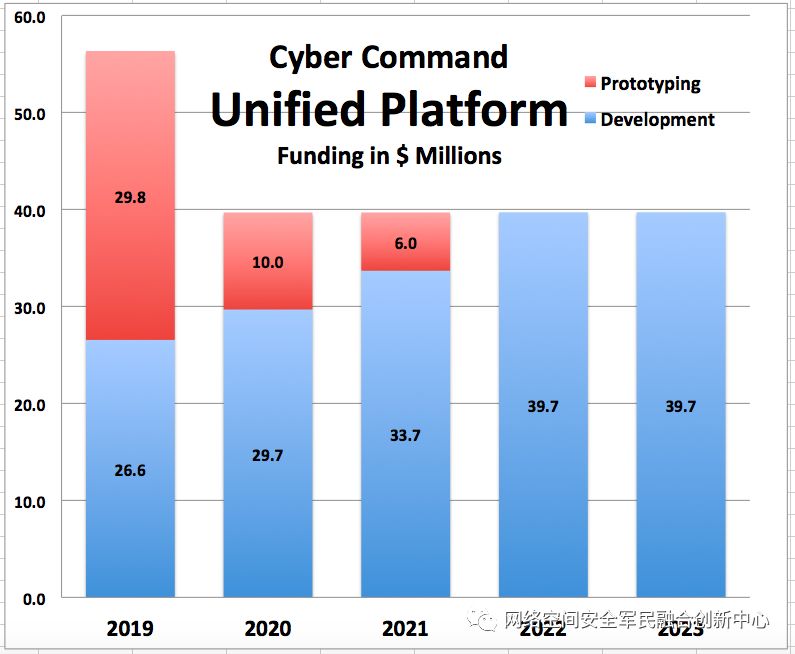 60.0
50.0
40.0
30.0
20.0
10.0
0.0
Cyber Command
Unified Platform
Funding in $ Millions
Prototyping
Development
29.8
10.0
6.0
26.6
29.7
33.7
39.7
39.7
2019 2020 2021 2022 2023
网络空间安全军民融合创新中心